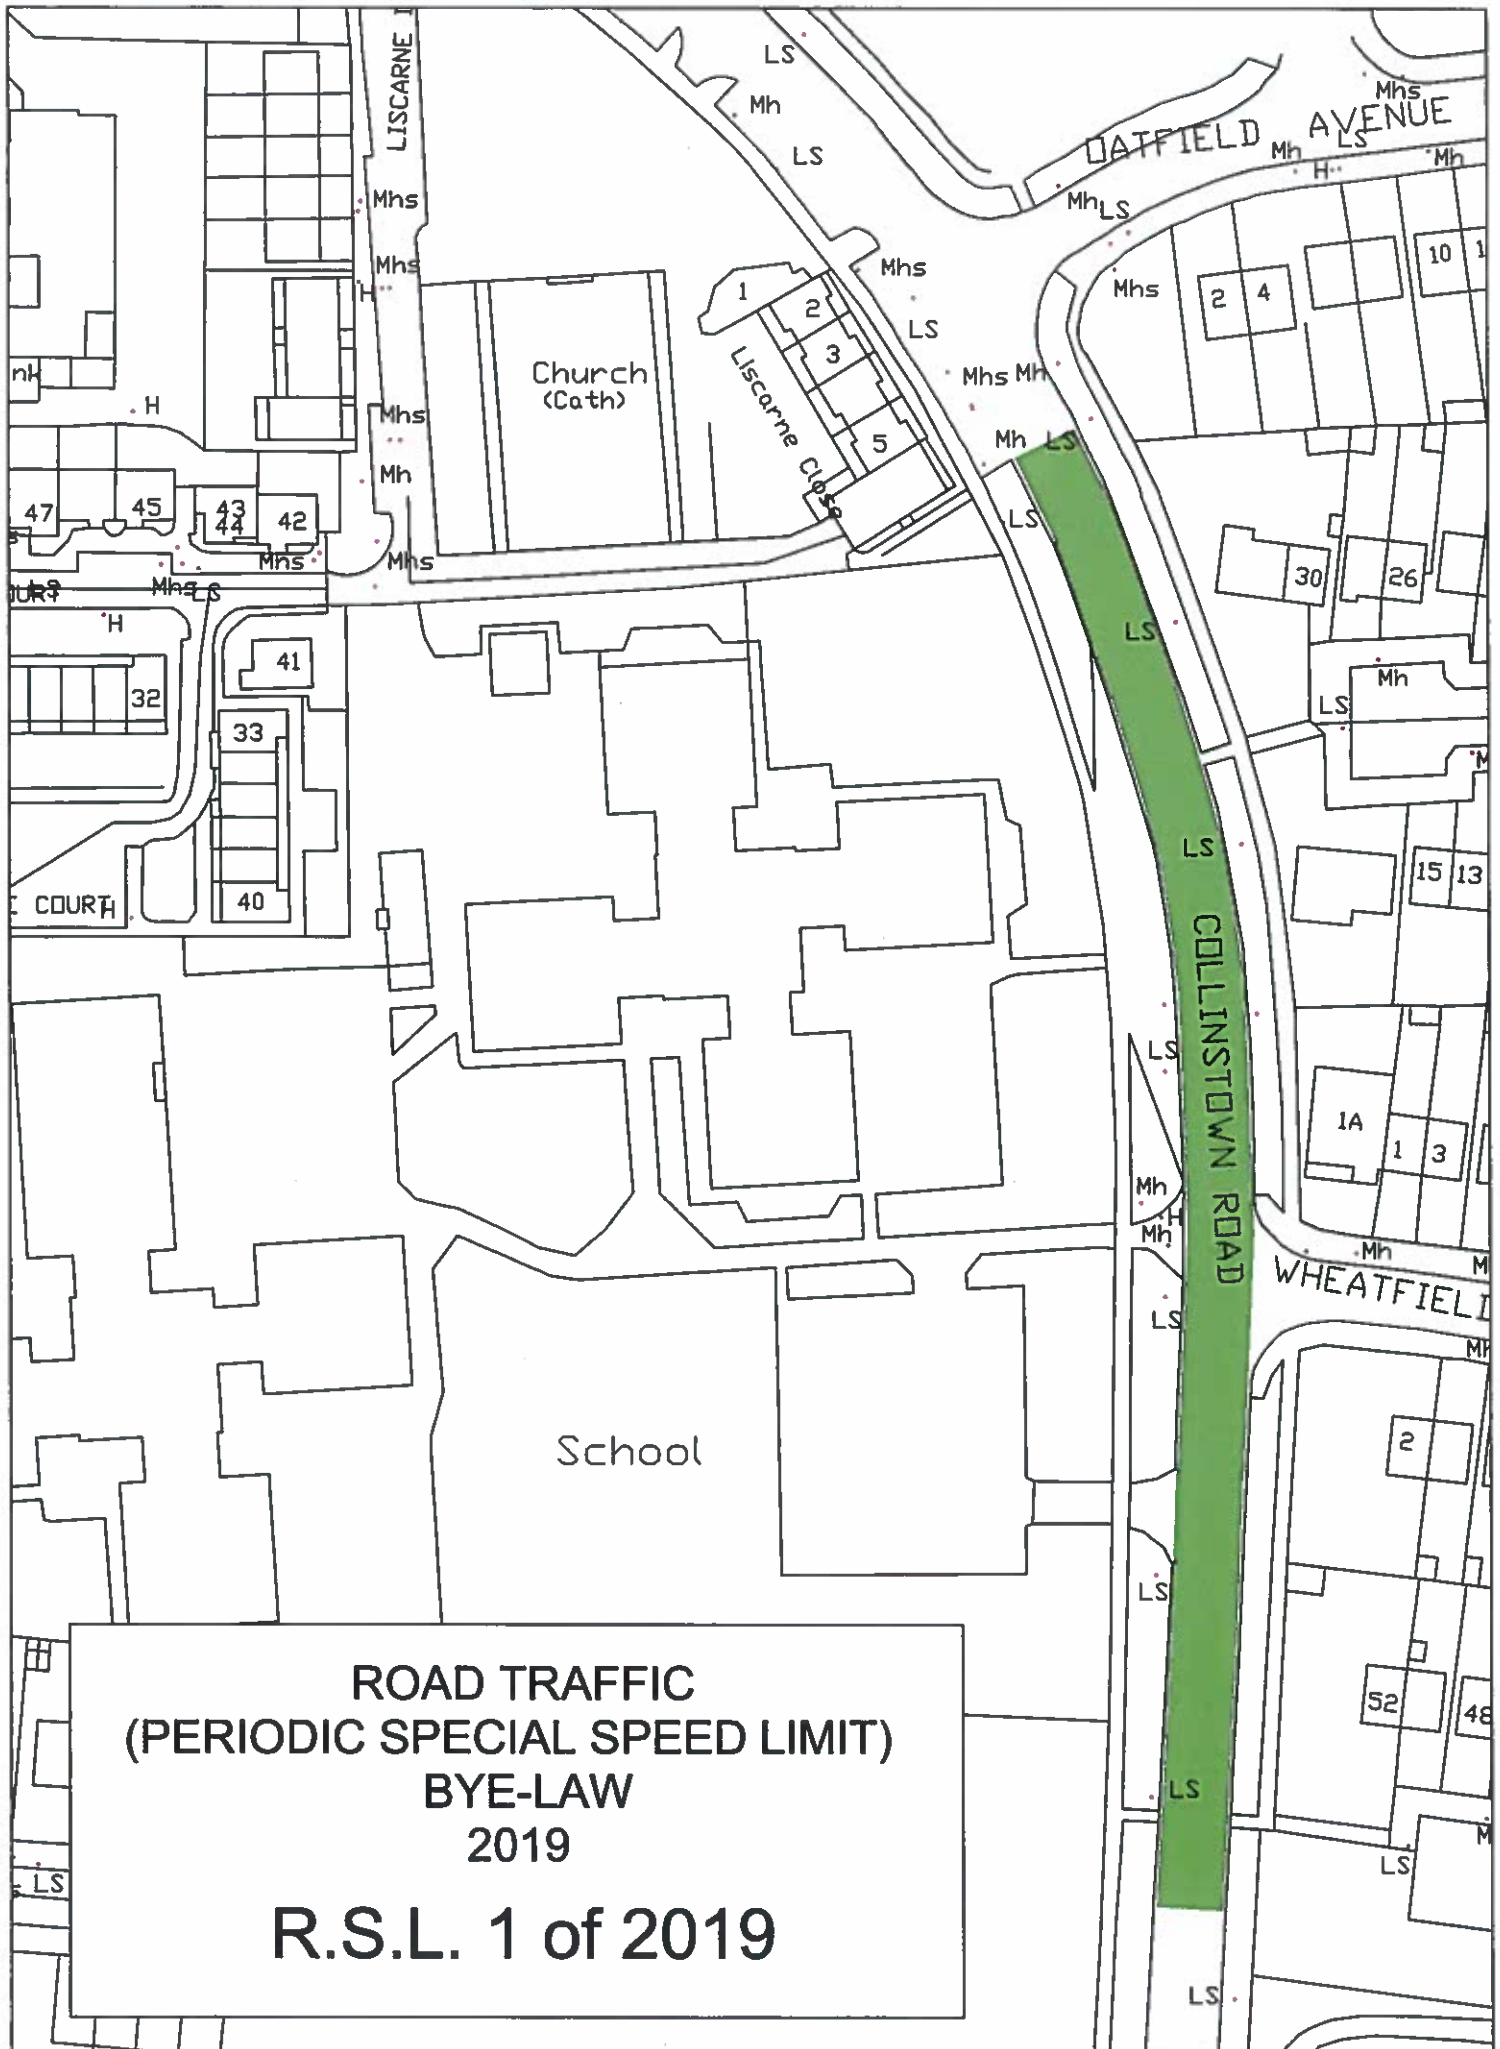 LISCARNE
LS
Mh
LS
Mhs
OATFIELD AVENUE
Mh
LS
H
Mh
Mhs
Mh
LS
Mhs
H
Mhs
LS
Mhs
2
4
10
1
2
3
5
Liscarne Close
Church
(Cath)
Mhs
Mh
Mh
LS
H
Mhs
Mh
47
45
43
44
42
Mhs
Mhs
LS
30
26
Mhs
LS
H
LS
41
32
33
Mh
LS
LS
15
13
COURT
H
40
COLLINSTOWN ROAD
LS
1A
1
3
Mh
H
Mh
Mh
WHEATFIELD
LS
School
2
LS
52
48
LS
LS
LS
LS
ROAD TRAFFIC
(PERIODIC SPECIAL SPEED LIMIT)
BYE-LAW
2019
R.S.L. 1 of 2019